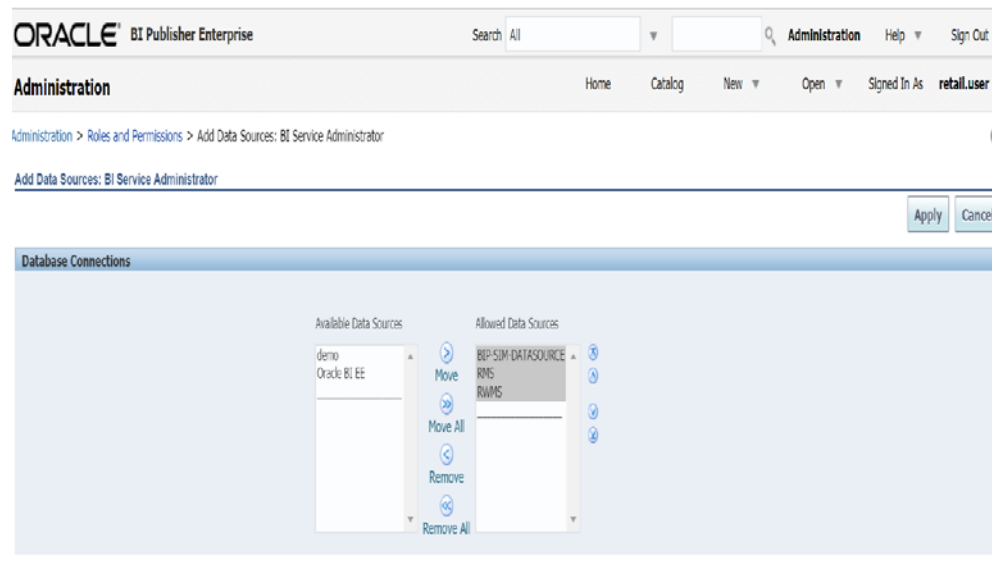 ORACLE® BI Publisher Enterprise Search All Administration Help Sign Out
Administration Home Catalog New Open Signed In As retail.user
Administration > Roles and Permissions > Add Data Sources: BI Service Administrator
Add Data Sources: BI Service Administrator
Apply Cancel
Database Connections
Available Data Sources Allowed Data Sources
demo
Oracle BI EE
Move
Move All
Remove
Remove All
BIP-SIM-DATASOURCE
RMS
RWMS